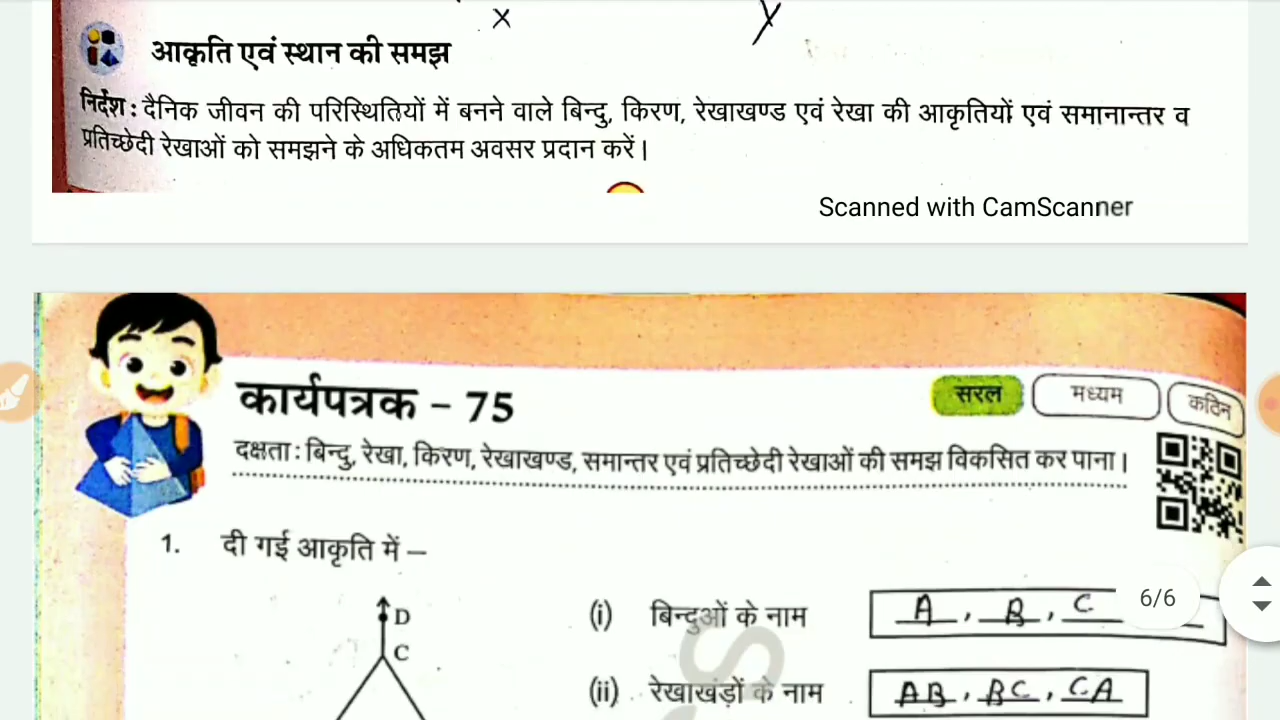 x y
आकृति एवं स्थान की समझ
निर्देश : दैनिक जीवन की परिस्थितियों में बनने वाले बिन्दु, किरण, रेखाखण्ड एवं रेखा की आकृतियों एवं समानान्तर व
प्रतिच्छेदी रेखाओं को समझने के अधिकतम अवसर प्रदान करें।
Scanned with CamScanner
कार्यपत्रक – 75
सरल मध्यम कठिन
दक्षता : बिन्दु, रेखा, किरण, रेखाखण्ड, समान्तर एवं प्रतिच्छेदी रेखाओं की समझ विकसित कर पाना।
1. दी गई आकृति में –
D
C
(i) बिन्दुओं के नाम A , B , C
6/6
(ii) रेखाखंडों के नाम AB , BC , CA